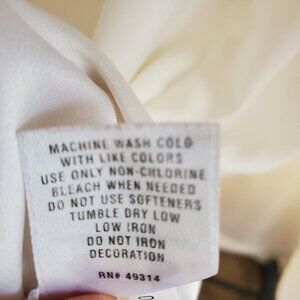 MACHINE WASH COLD
WITH LIKE COLORS
USE ONLY NON-CHLORINE
BLEACH WHEN NEEDED
DO NOT USE SOFTENERS
TUMBLE DRY LOW
LOW IRON
DO NOT IRON
DECORATION
RN# 49314